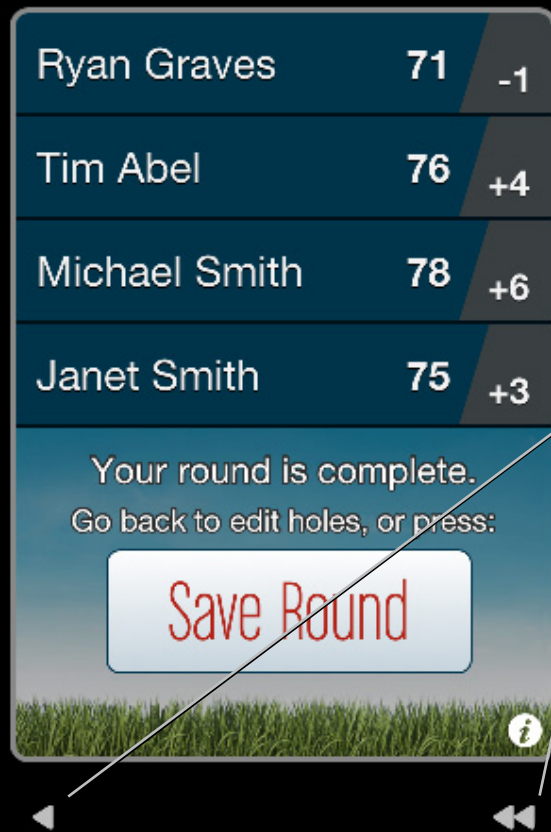 Ryan Graves 71 -1
Tim Abel 76 +4
Michael Smith 78 +6
Janet Smith 75 +3
Your round is complete.
Go back to edit holes, or press:
Save Round
i